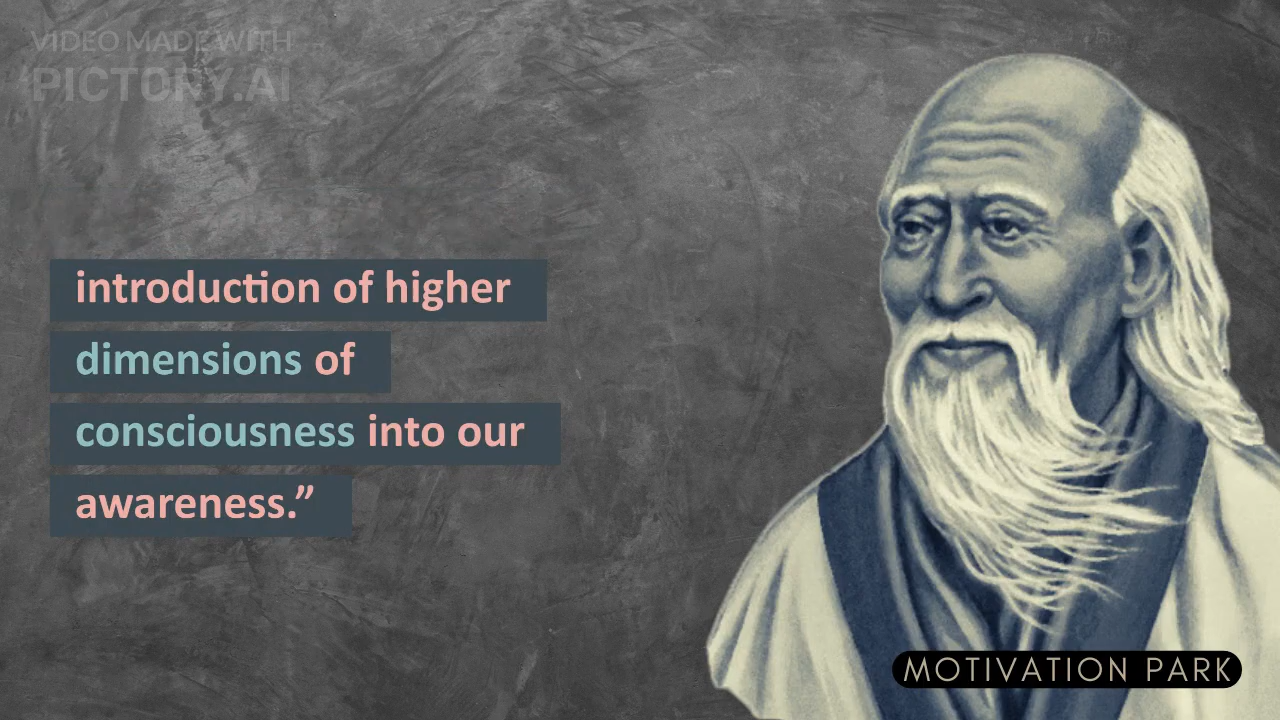 VIDEO MADE WITH
PICTORY.AI
introduction of higher
dimensions of
consciousness into our
awareness.”
MOTIVATION PARK